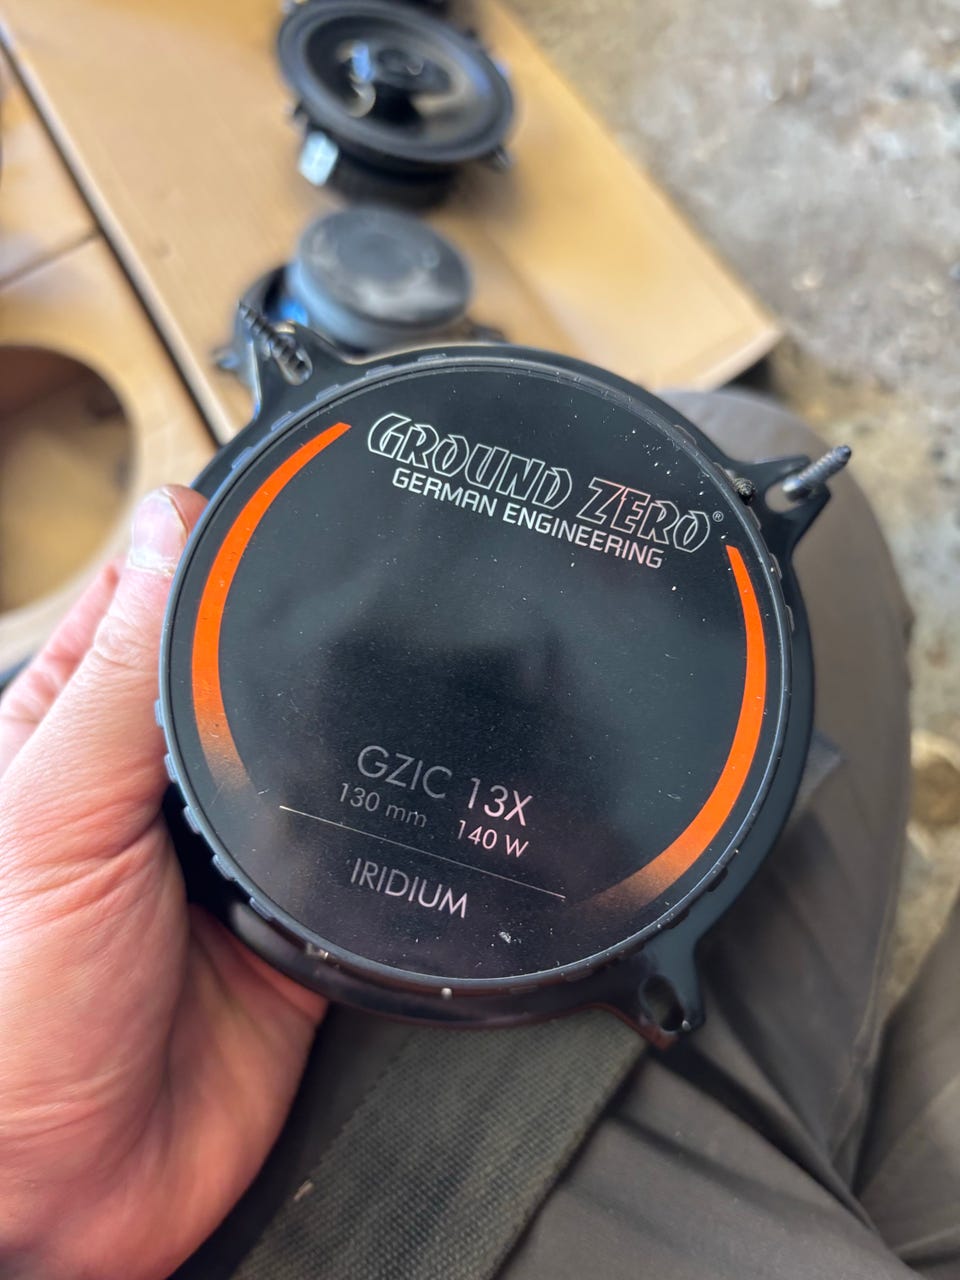 GROUND ZERO®
GERMAN ENGINEERING
GZIC 13X
130 mm 140 W
IRIDIUM